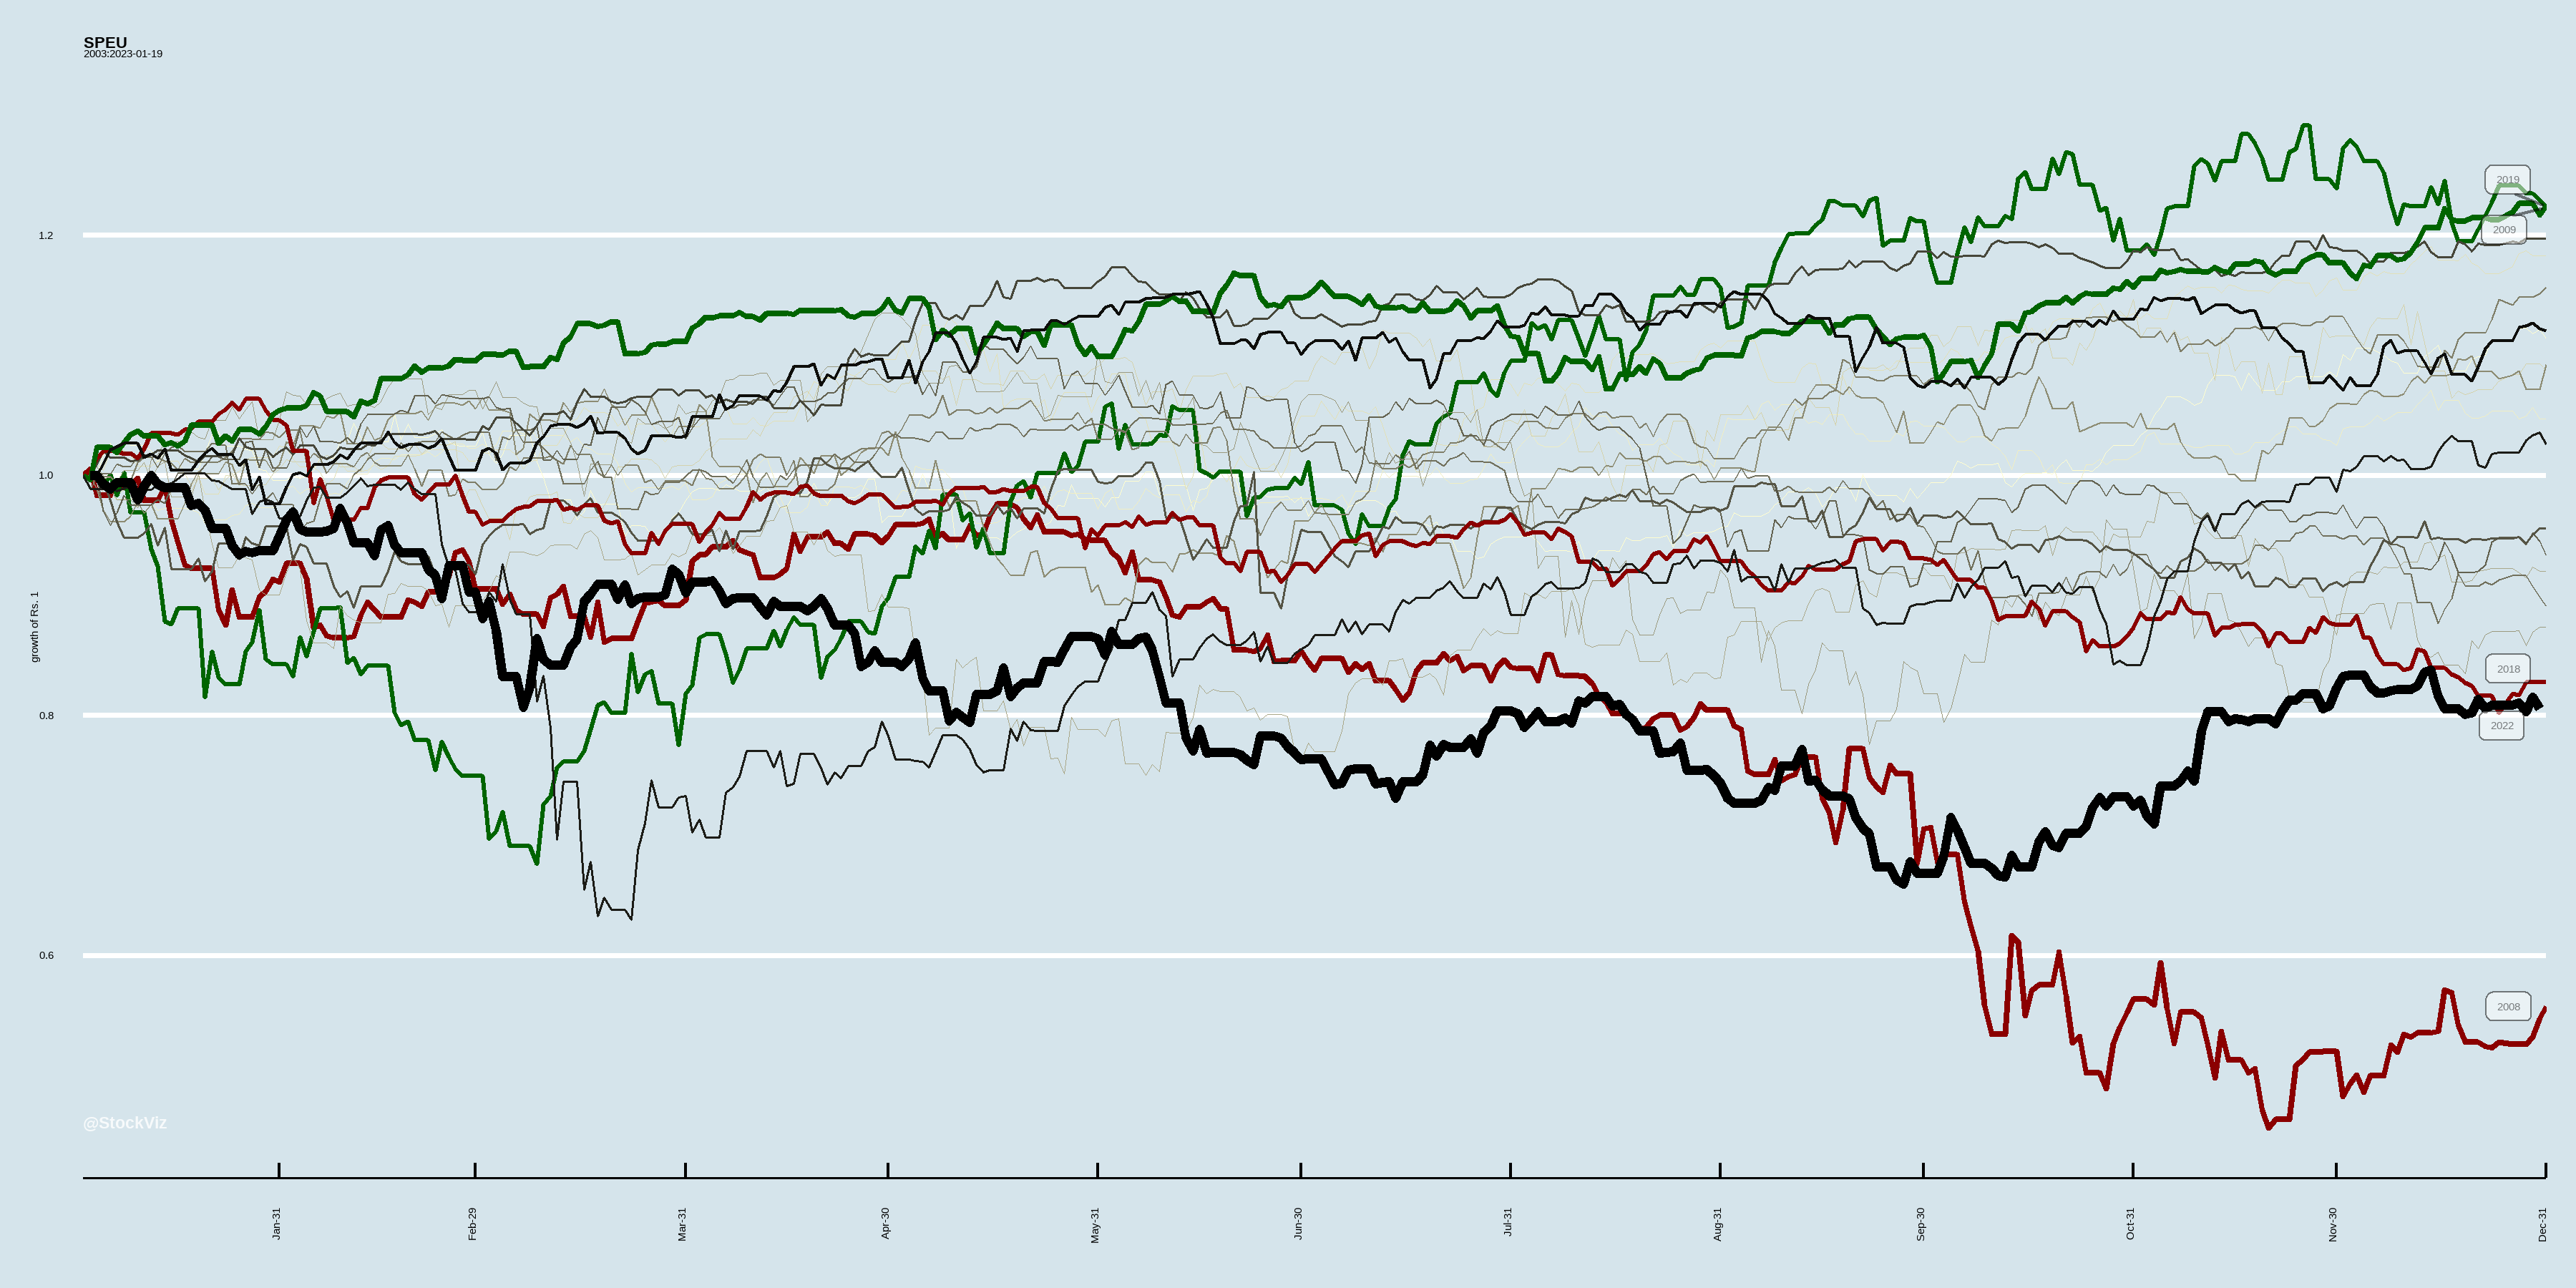 SPEU
2003:2023-01-19
2019
1.2
2009
1.0
growth of Rs. 1
2018
0.8
2022
0.6
2008
@StockViz
Jan-31
Feb-29
Mar-31
Apr-30
May-31
Jun-30
Jul-31
Aug-31
Sep-30
Oct-31
Nov-30
Dec-31